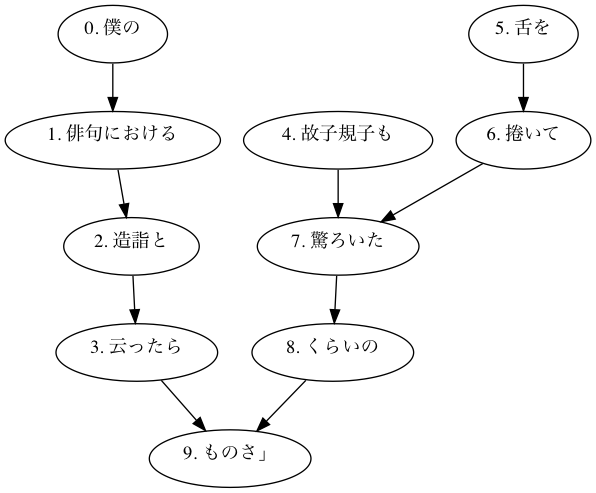 0. 僕の
5. 舌を
1. 俳句における
4. 故子規子も
6. 捲いて
2. 造詣と
7. 驚ろいた
3. 云ったら
8. くらいの
9. ものさ」